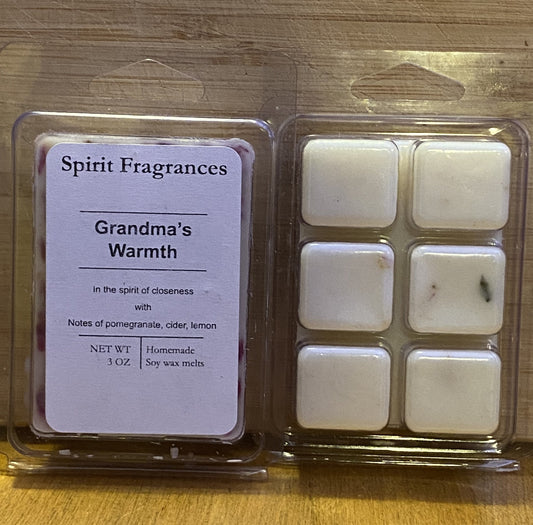 Spirit Fragrances
Grandma's
Warmth
in the spirit of closeness
with
Notes of pomegranate, cider, lemon
NET WT
3 OZ
Homemade
Soy wax melts